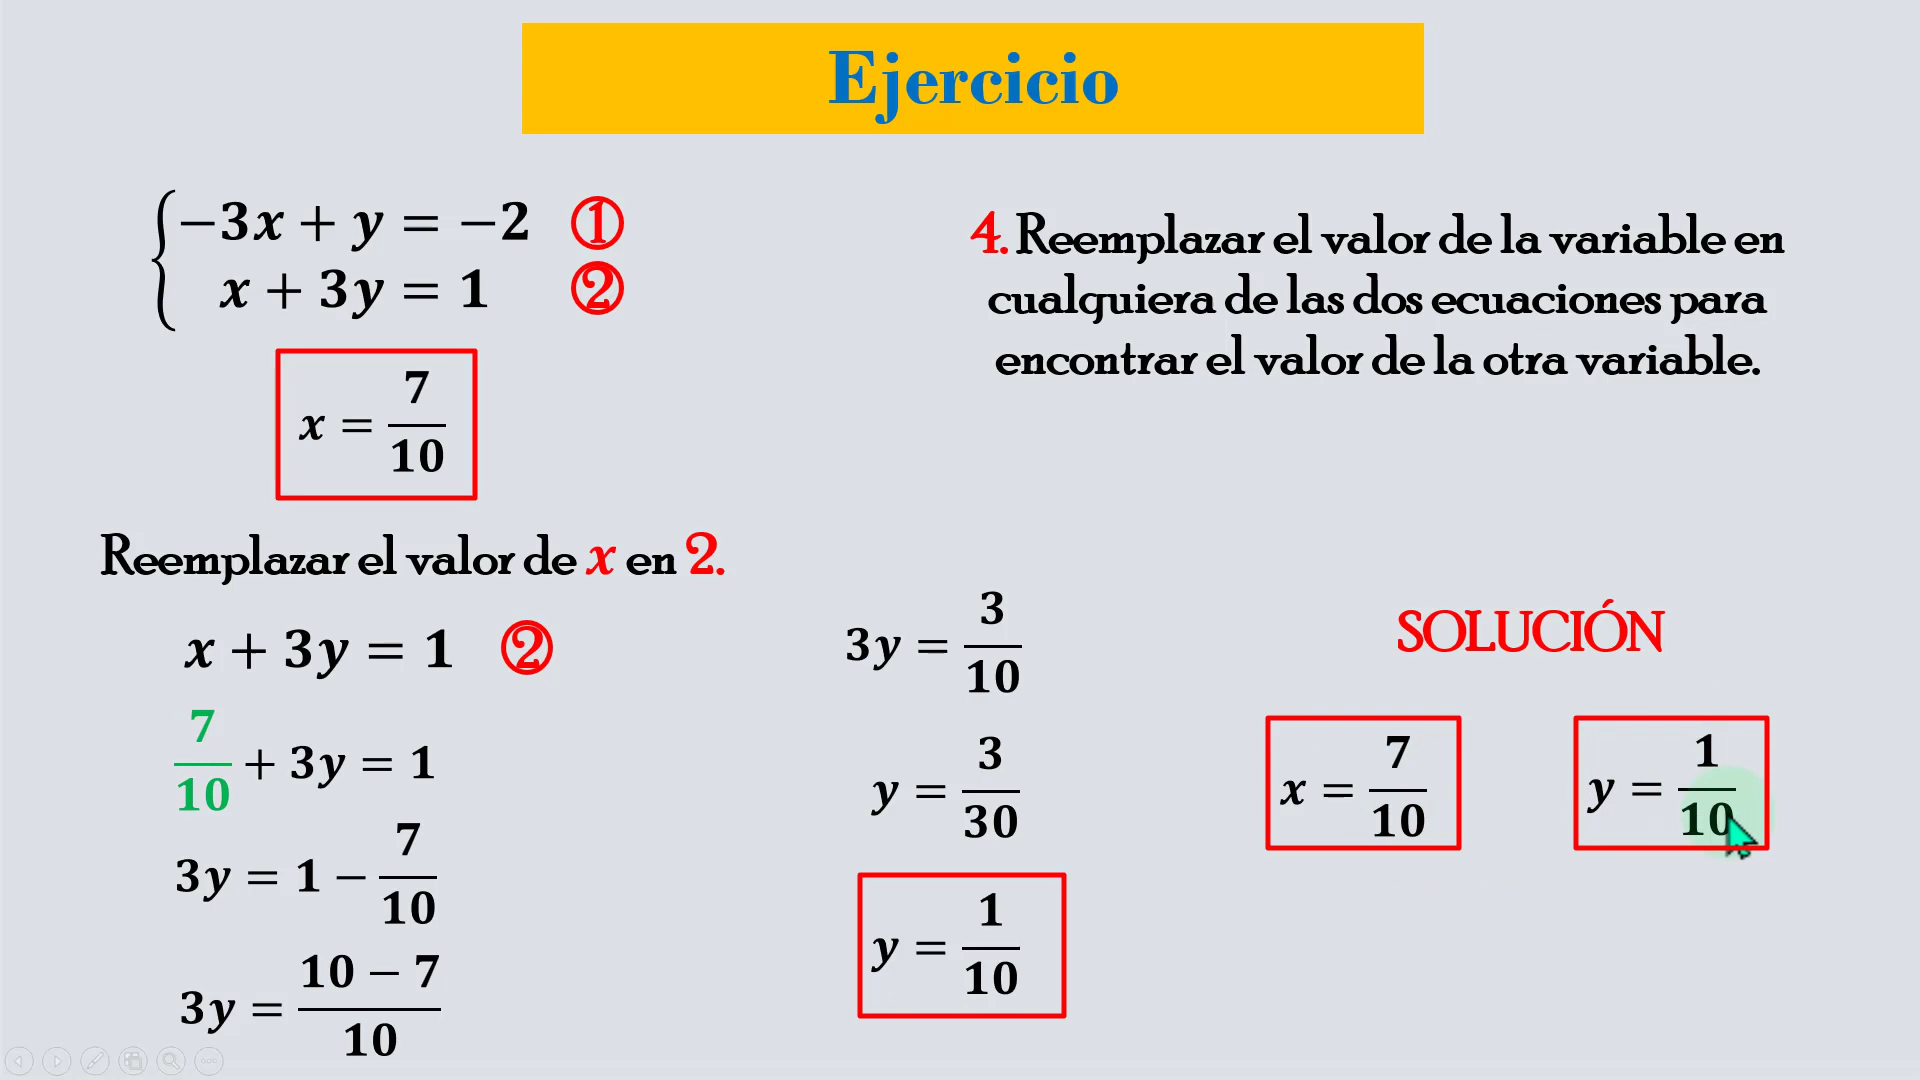 Ejercicio
−3x + y = −2 ①
x + 3y = 1 ②
x = 7/10
4. Reemplazar el valor de la variable en
cualquiera de las dos ecuaciones para
encontrar el valor de la otra variable.
Reemplazar el valor de x en 2.
x + 3y = 1 ②
7/10 + 3y = 1
3y = 1 − 7/10
3y = (10 − 7)/10
3y = 3/10
y = 3/30
y = 1/10
SOLUCIÓN
x = 7/10
y = 1/10